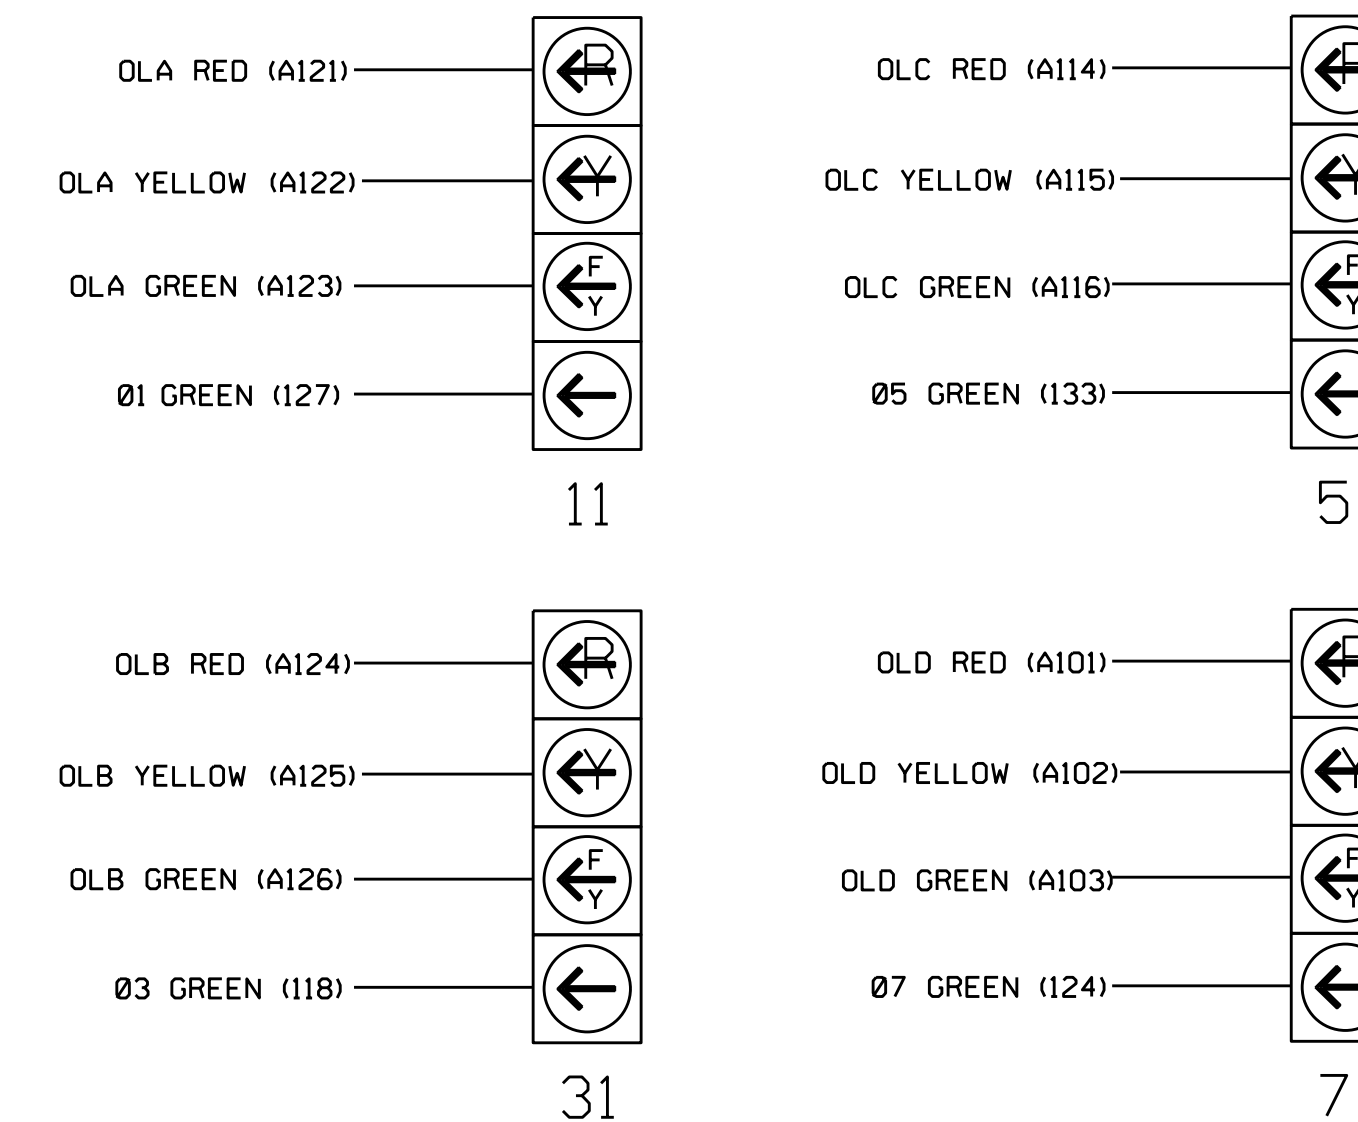 OLA RED (A121)
R
OLA YELLOW (A122)
Y
OLA GREEN (A123)
F
Y
Ø1 GREEN (127)
11
OLC RED (A114)
R
OLC YELLOW (A115)
Y
OLC GREEN (A116)
F
Y
Ø5 GREEN (133)
5
OLB RED (A124)
R
OLB YELLOW (A125)
Y
OLB GREEN (A126)
F
Y
Ø3 GREEN (118)
31
OLD RED (A101)
R
OLD YELLOW (A102)
Y
OLD GREEN (A103)
F
Y
Ø7 GREEN (124)
7